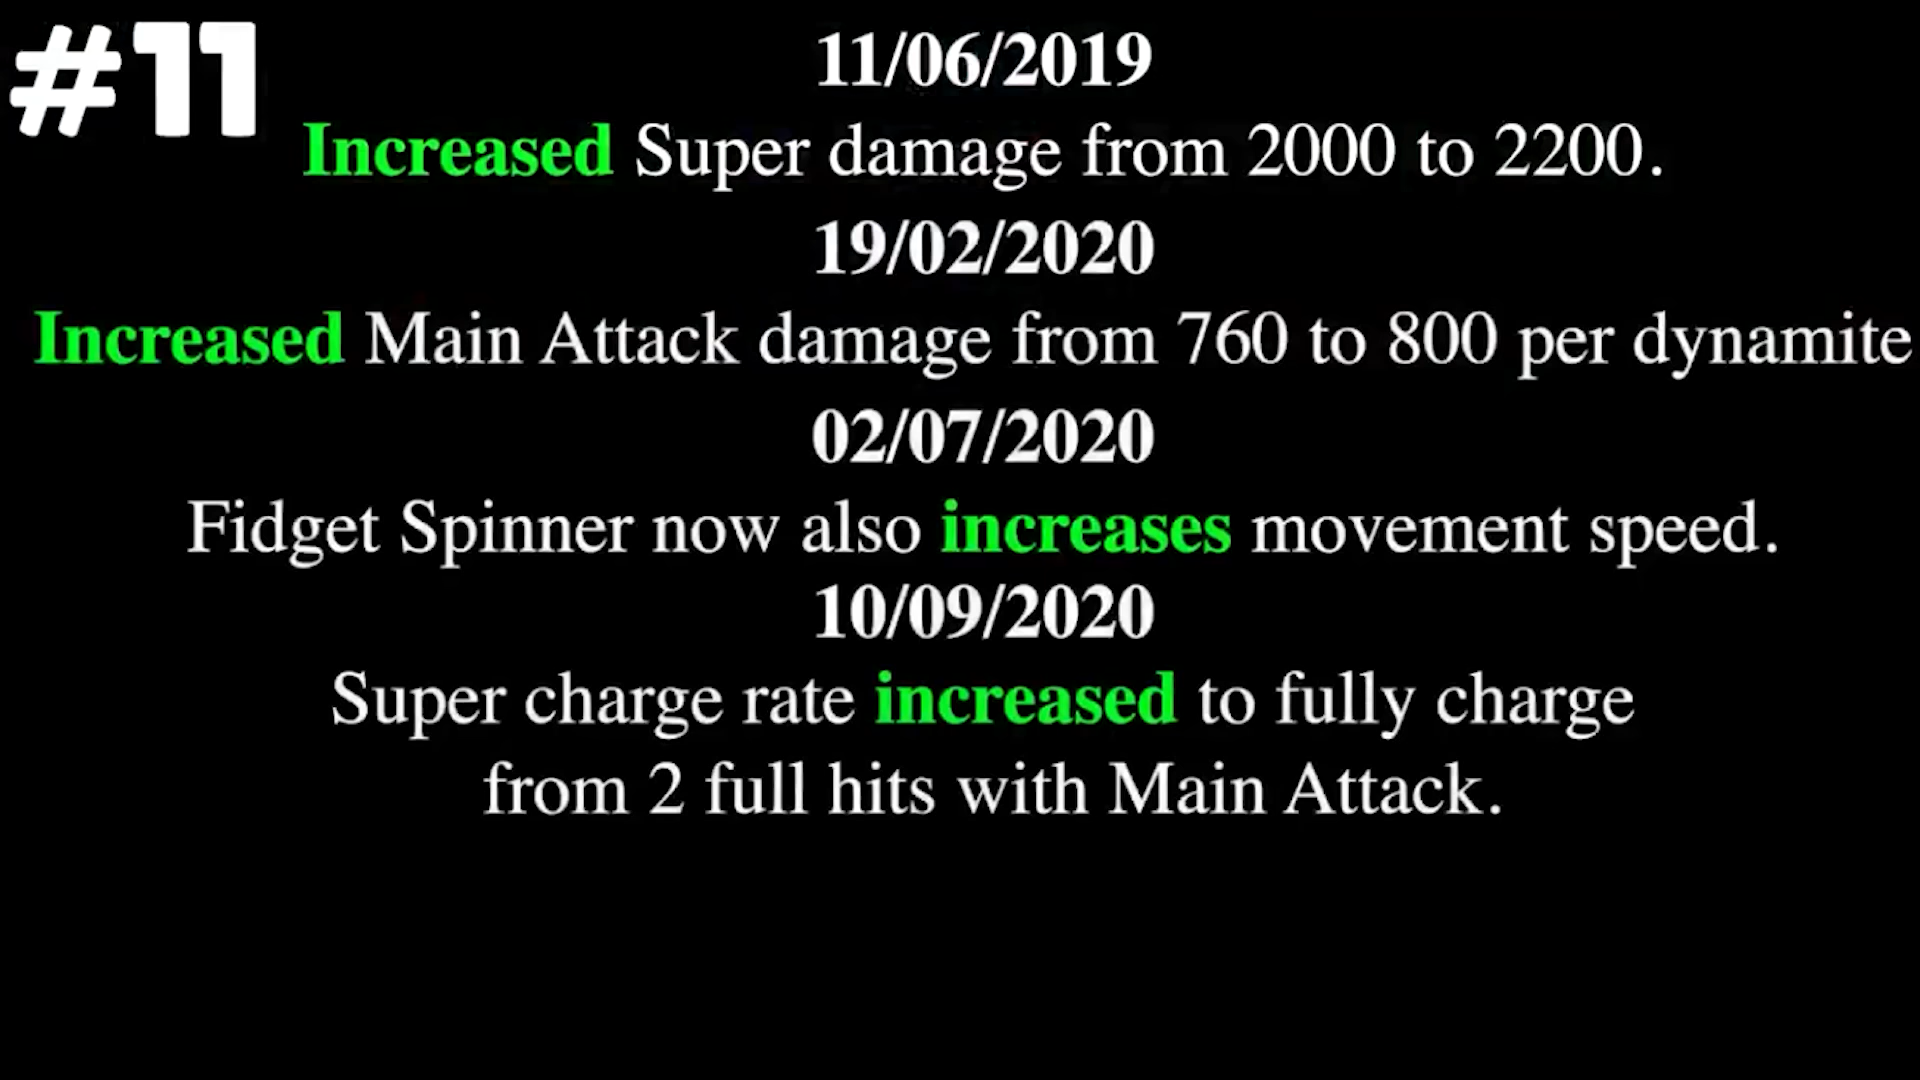 #11
11/06/2019
Increased Super damage from 2000 to 2200.
19/02/2020
Increased Main Attack damage from 760 to 800 per dynamite
02/07/2020
Fidget Spinner now also increases movement speed.
10/09/2020
Super charge rate increased to fully charge
from 2 full hits with Main Attack.